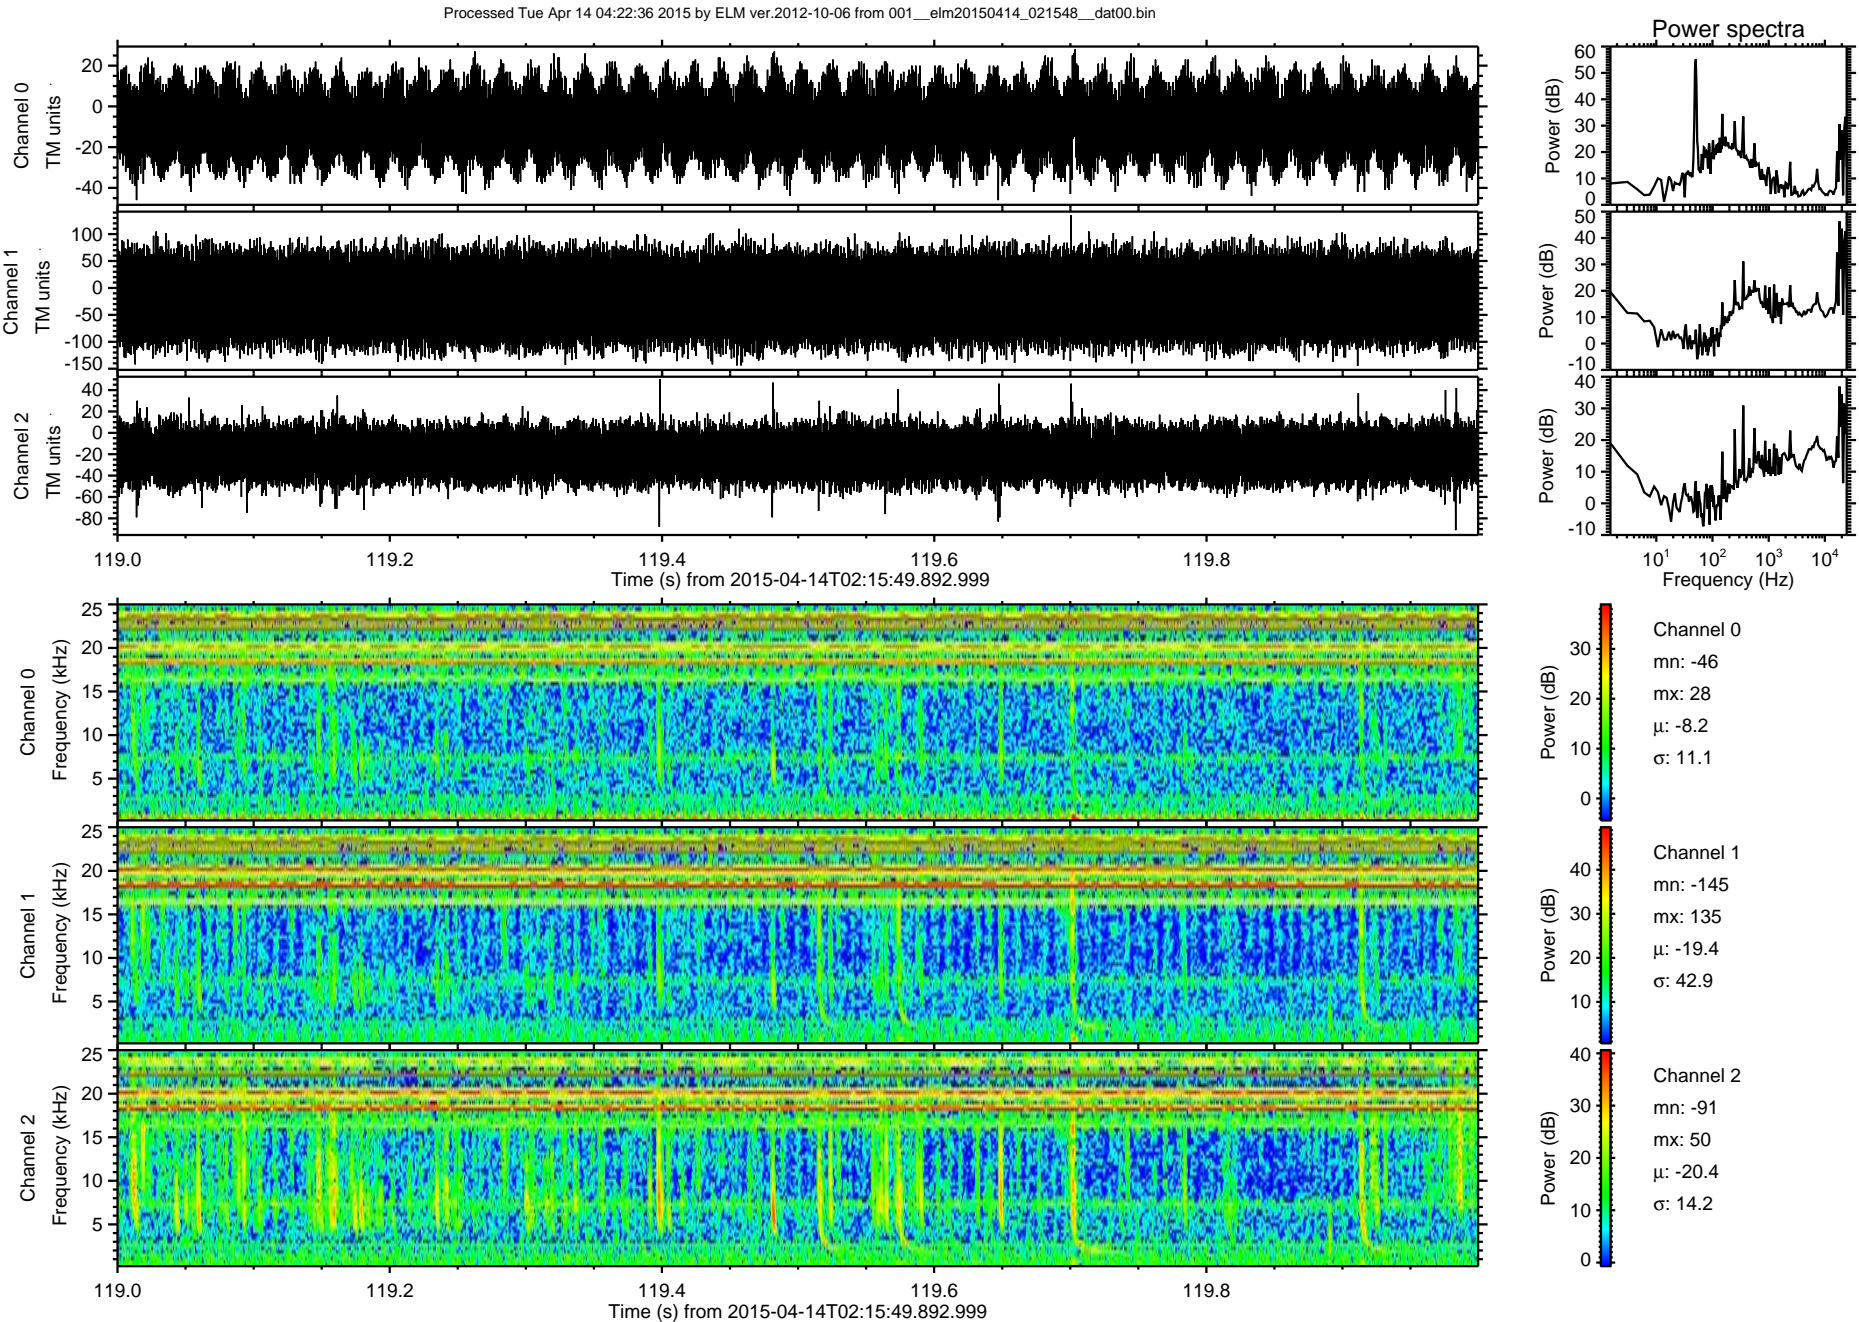 Processed Tue Apr 14 04:22:36 2015 by ELM ver.2012-10-06 from 001__elm20150414_021548__dat00.bin
Power spectra
Channel 0
TM units
20
0
-20
-40
Power (dB)
60
50
40
30
20
10
0
Channel 1
TM units
100
50
0
-50
-100
-150
Power (dB)
50
40
30
20
10
0
-10
Channel 2
TM units
40
20
0
-20
-40
-60
-80
Power (dB)
40
30
20
10
0
-10
119.0 119.2 119.4 119.6 119.8
Time (s) from 2015-04-14T02:15:49.892.999
10^1 10^2 10^3 10^4
Frequency (Hz)
Channel 0
Frequency (kHz)
25
20
15
10
5
Power (dB)
30
20
10
0
Channel 0
mn: -46
mx: 28
μ: -8.2
σ: 11.1
Channel 1
Frequency (kHz)
25
20
15
10
5
Power (dB)
40
30
20
10
Channel 1
mn: -145
mx: 135
μ: -19.4
σ: 42.9
Channel 2
Frequency (kHz)
25
20
15
10
5
Power (dB)
40
30
20
10
0
Channel 2
mn: -91
mx: 50
μ: -20.4
σ: 14.2
119.0 119.2 119.4 119.6 119.8
Time (s) from 2015-04-14T02:15:49.892.999